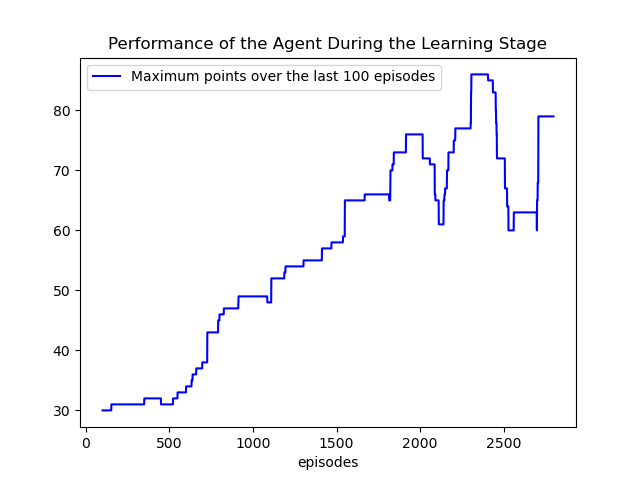 Performance of the Agent During the Learning Stage
Maximum points over the last 100 episodes
80
70
60
50
40
30
0 500 1000 1500 2000 2500
episodes